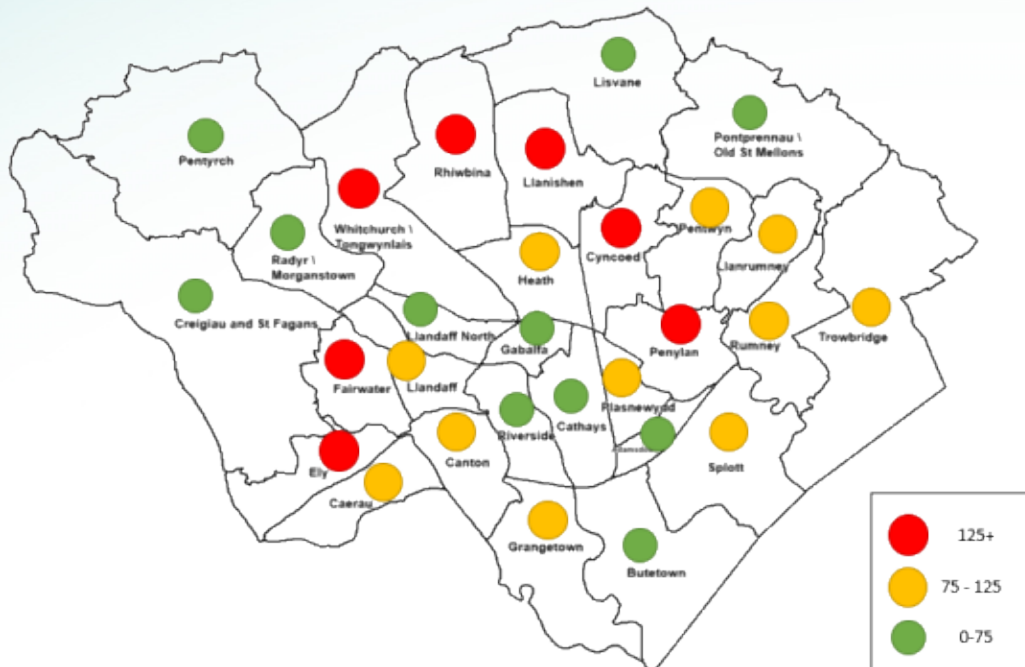 Lisvane
Pontprennau \
Old St Mellons
Pentyrch
Rhiwbina
Llanishen
Whitchurch \
Tongwynlais
Radyr \
Morganstown
Pentwyn
Llanrumney
Cyncoed
Heath
Creigiau and St Fagans
Llandaff North
Gabalfa
Penylan
Rumney
Trowbridge
Fairwater
Llandaff
Plasnewydd
Cathays
Riverside
Ely
Canton
Splott
Caerau
Grangetown
Butetown
125+
75 - 125
0-75